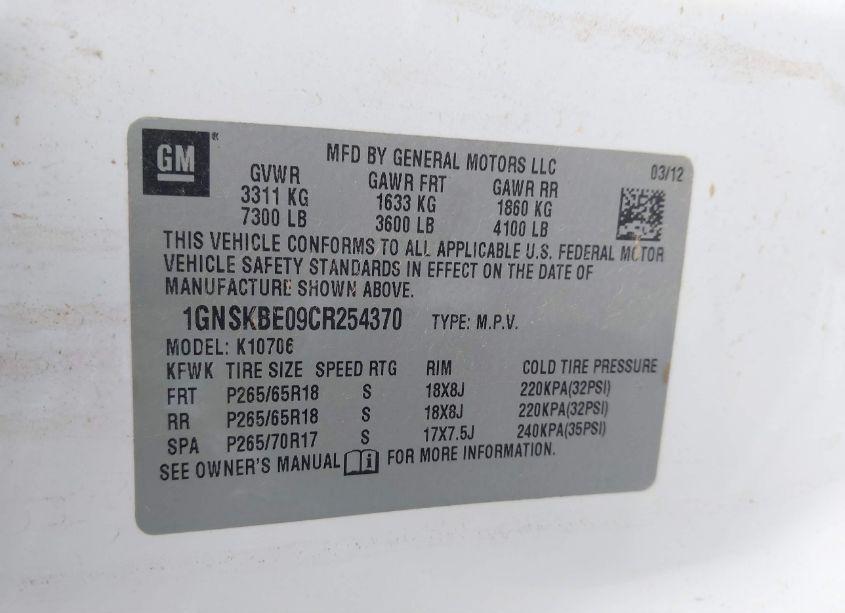 GM
MFD BY GENERAL MOTORS LLC 03/12
GVWR GAWR FRT GAWR RR
3311 KG 1633 KG 1860 KG
7300 LB 3600 LB 4100 LB
THIS VEHICLE CONFORMS TO ALL APPLICABLE U.S. FEDERAL MOTOR
VEHICLE SAFETY STANDARDS IN EFFECT ON THE DATE OF
MANUFACTURE SHOWN ABOVE.
1GNSKBE09CR254370 TYPE: M.P.V.
MODEL: K10706
KFWK TIRE SIZE SPEED RTG RIM COLD TIRE PRESSURE
FRT P265/65R18 S 18X8J 220KPA(32PSI)
RR P265/65R18 S 18X8J 220KPA(32PSI)
SPA P265/70R17 S 17X7.5J 240KPA(35PSI)
SEE OWNER'S MANUAL FOR MORE INFORMATION.